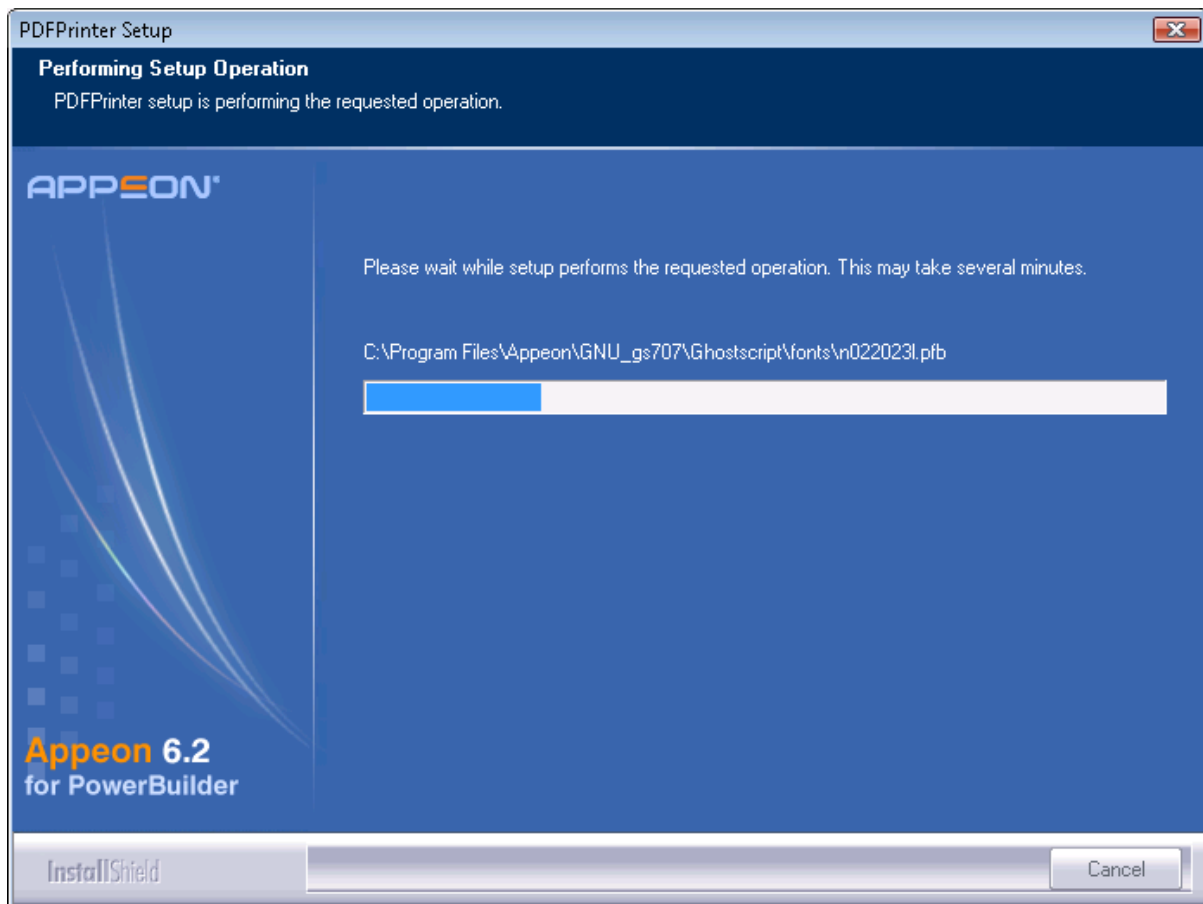 PDFPrinter Setup
Performing Setup Operation
PDFPrinter setup is performing the requested operation.
APPEON
Please wait while setup performs the requested operation. This may take several minutes.
C:\Program Files\Appeon\GNU_gs707\Ghostscript\fonts\n022023l.pfb
Appeon 6.2
for PowerBuilder
InstallShield
Cancel